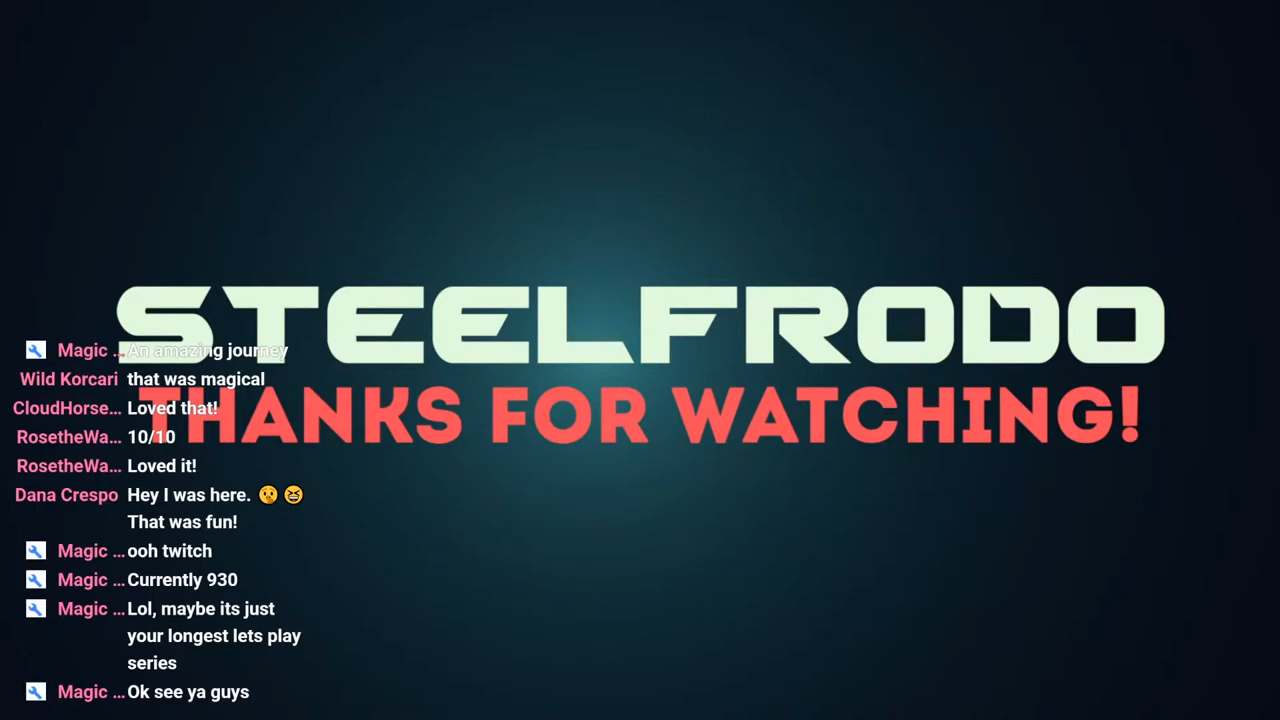 STEELFRODO
THANKS FOR WATCHING!
Magic ... An amazing journey
Wild Korcari that was magical
CloudHorse... Loved that!
RosetheWa... 10/10
RosetheWa... Loved it!
Dana Crespo Hey I was here. 🤫 😆
That was fun!
Magic ... ooh twitch
Magic ... Currently 930
Magic ... Lol, maybe its just
your longest lets play
series
Magic ... Ok see ya guys